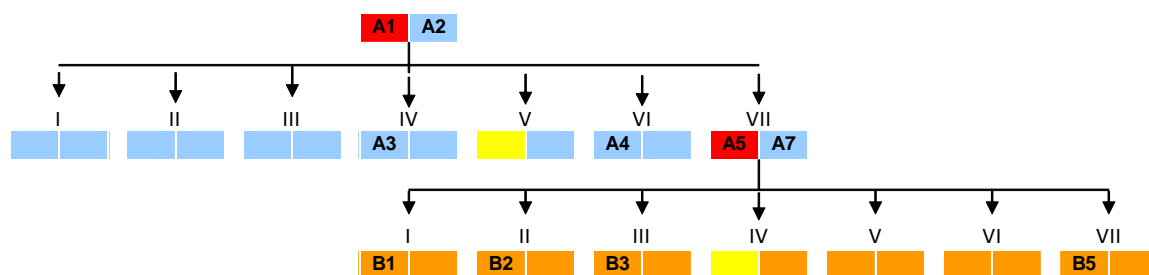 A1 A2
I II III IV V VI VII
A3 A4 A5 A7
I II III IV V VI VII
B1 B2 B3 B5